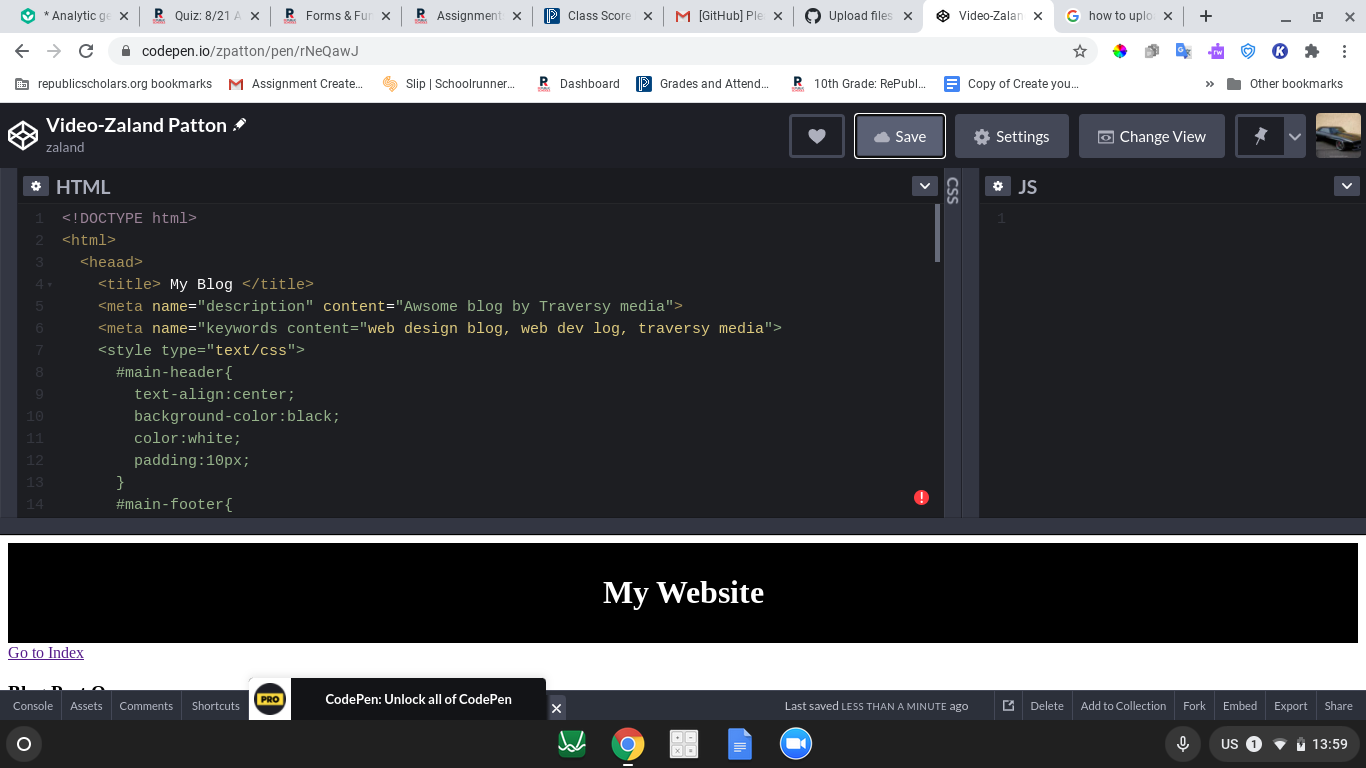 * Analytic ge
Quiz: 8/21 A
Forms & Fur
Assignment
Class Score
[GitHub] Ple
Upload files
Video-Zalan
how to uplo
codepen.io/zpatton/pen/rNeQawJ
republicscholars.org bookmarks
Assignment Create...
Slip | Schoolrunner...
Dashboard
Grades and Attend...
10th Grade: RePubl...
Copy of Create you...
»
Other bookmarks
Video-Zaland Patton
zaland
Save
Settings
Change View
HTML
CSS
JS
1 <!DOCTYPE html>
2 <html>
3 <heaad>
4 <title> My Blog </title>
5 <meta name="description" content="Awsome blog by Traversy media">
6 <meta name="keywords content="web design blog, web dev log, traversy media">
7 <style type="text/css">
8 #main-header{
9 text-align:center;
10 background-color:black;
11 color:white;
12 padding:10px;
13 }
14 #main-footer{
1
My Website
Go to Index
Console
Assets
Comments
Shortcuts
PRO
CodePen: Unlock all of CodePen
Last saved LESS THAN A MINUTE ago
Delete
Add to Collection
Fork
Embed
Export
Share
US
1
13:59